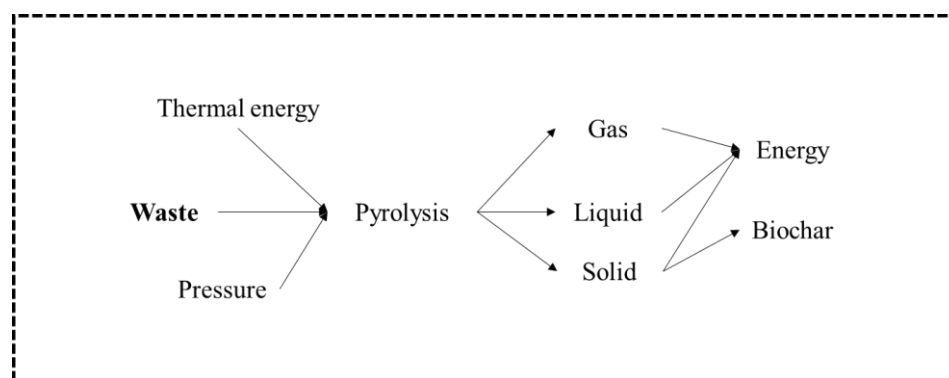 Thermal energy
Waste
Pressure
Pyrolysis
Gas
Liquid
Solid
Energy
Biochar